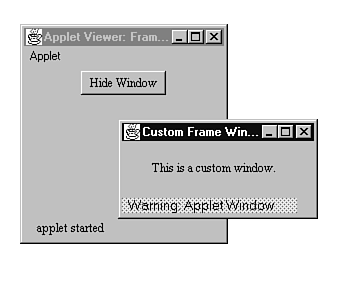 Applet Viewer: Fram...
Applet
Hide Window
Custom Frame Win...
This is a custom window.
Warning: Applet Window
applet started